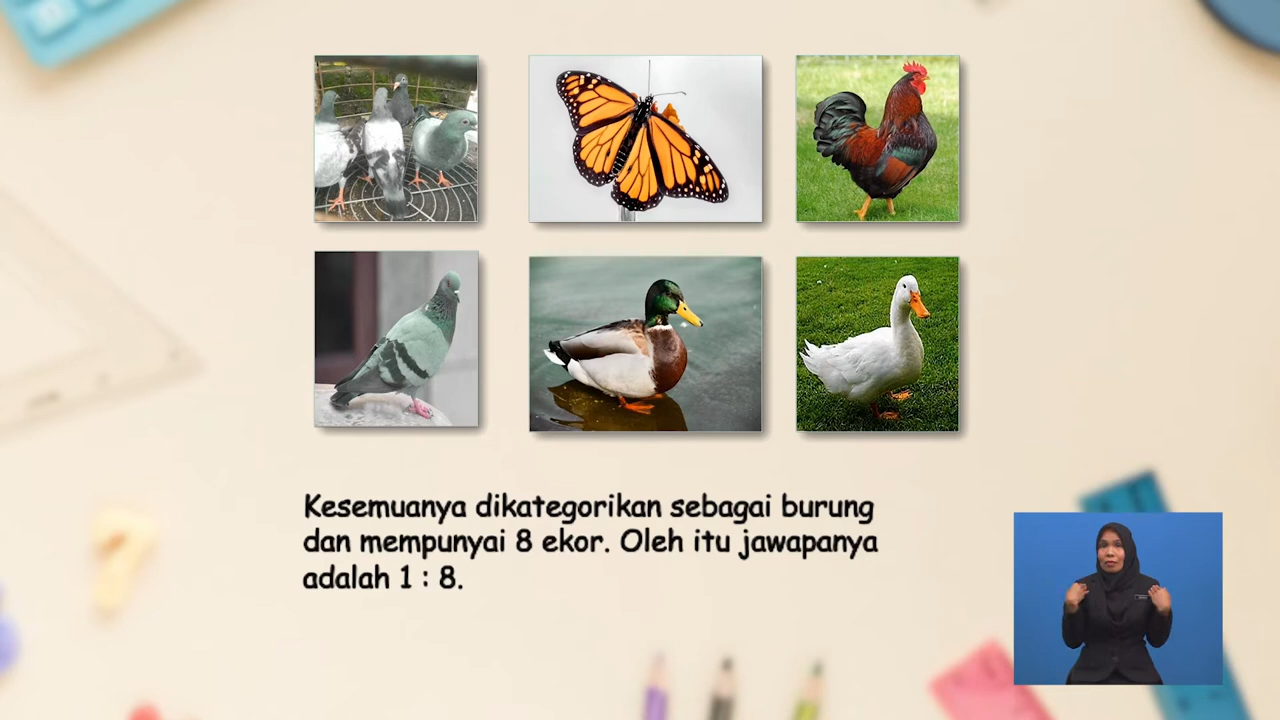 Kesemuanya dikategorikan sebagai burung
dan mempunyai 8 ekor. Oleh itu jawapanya
adalah 1 : 8.